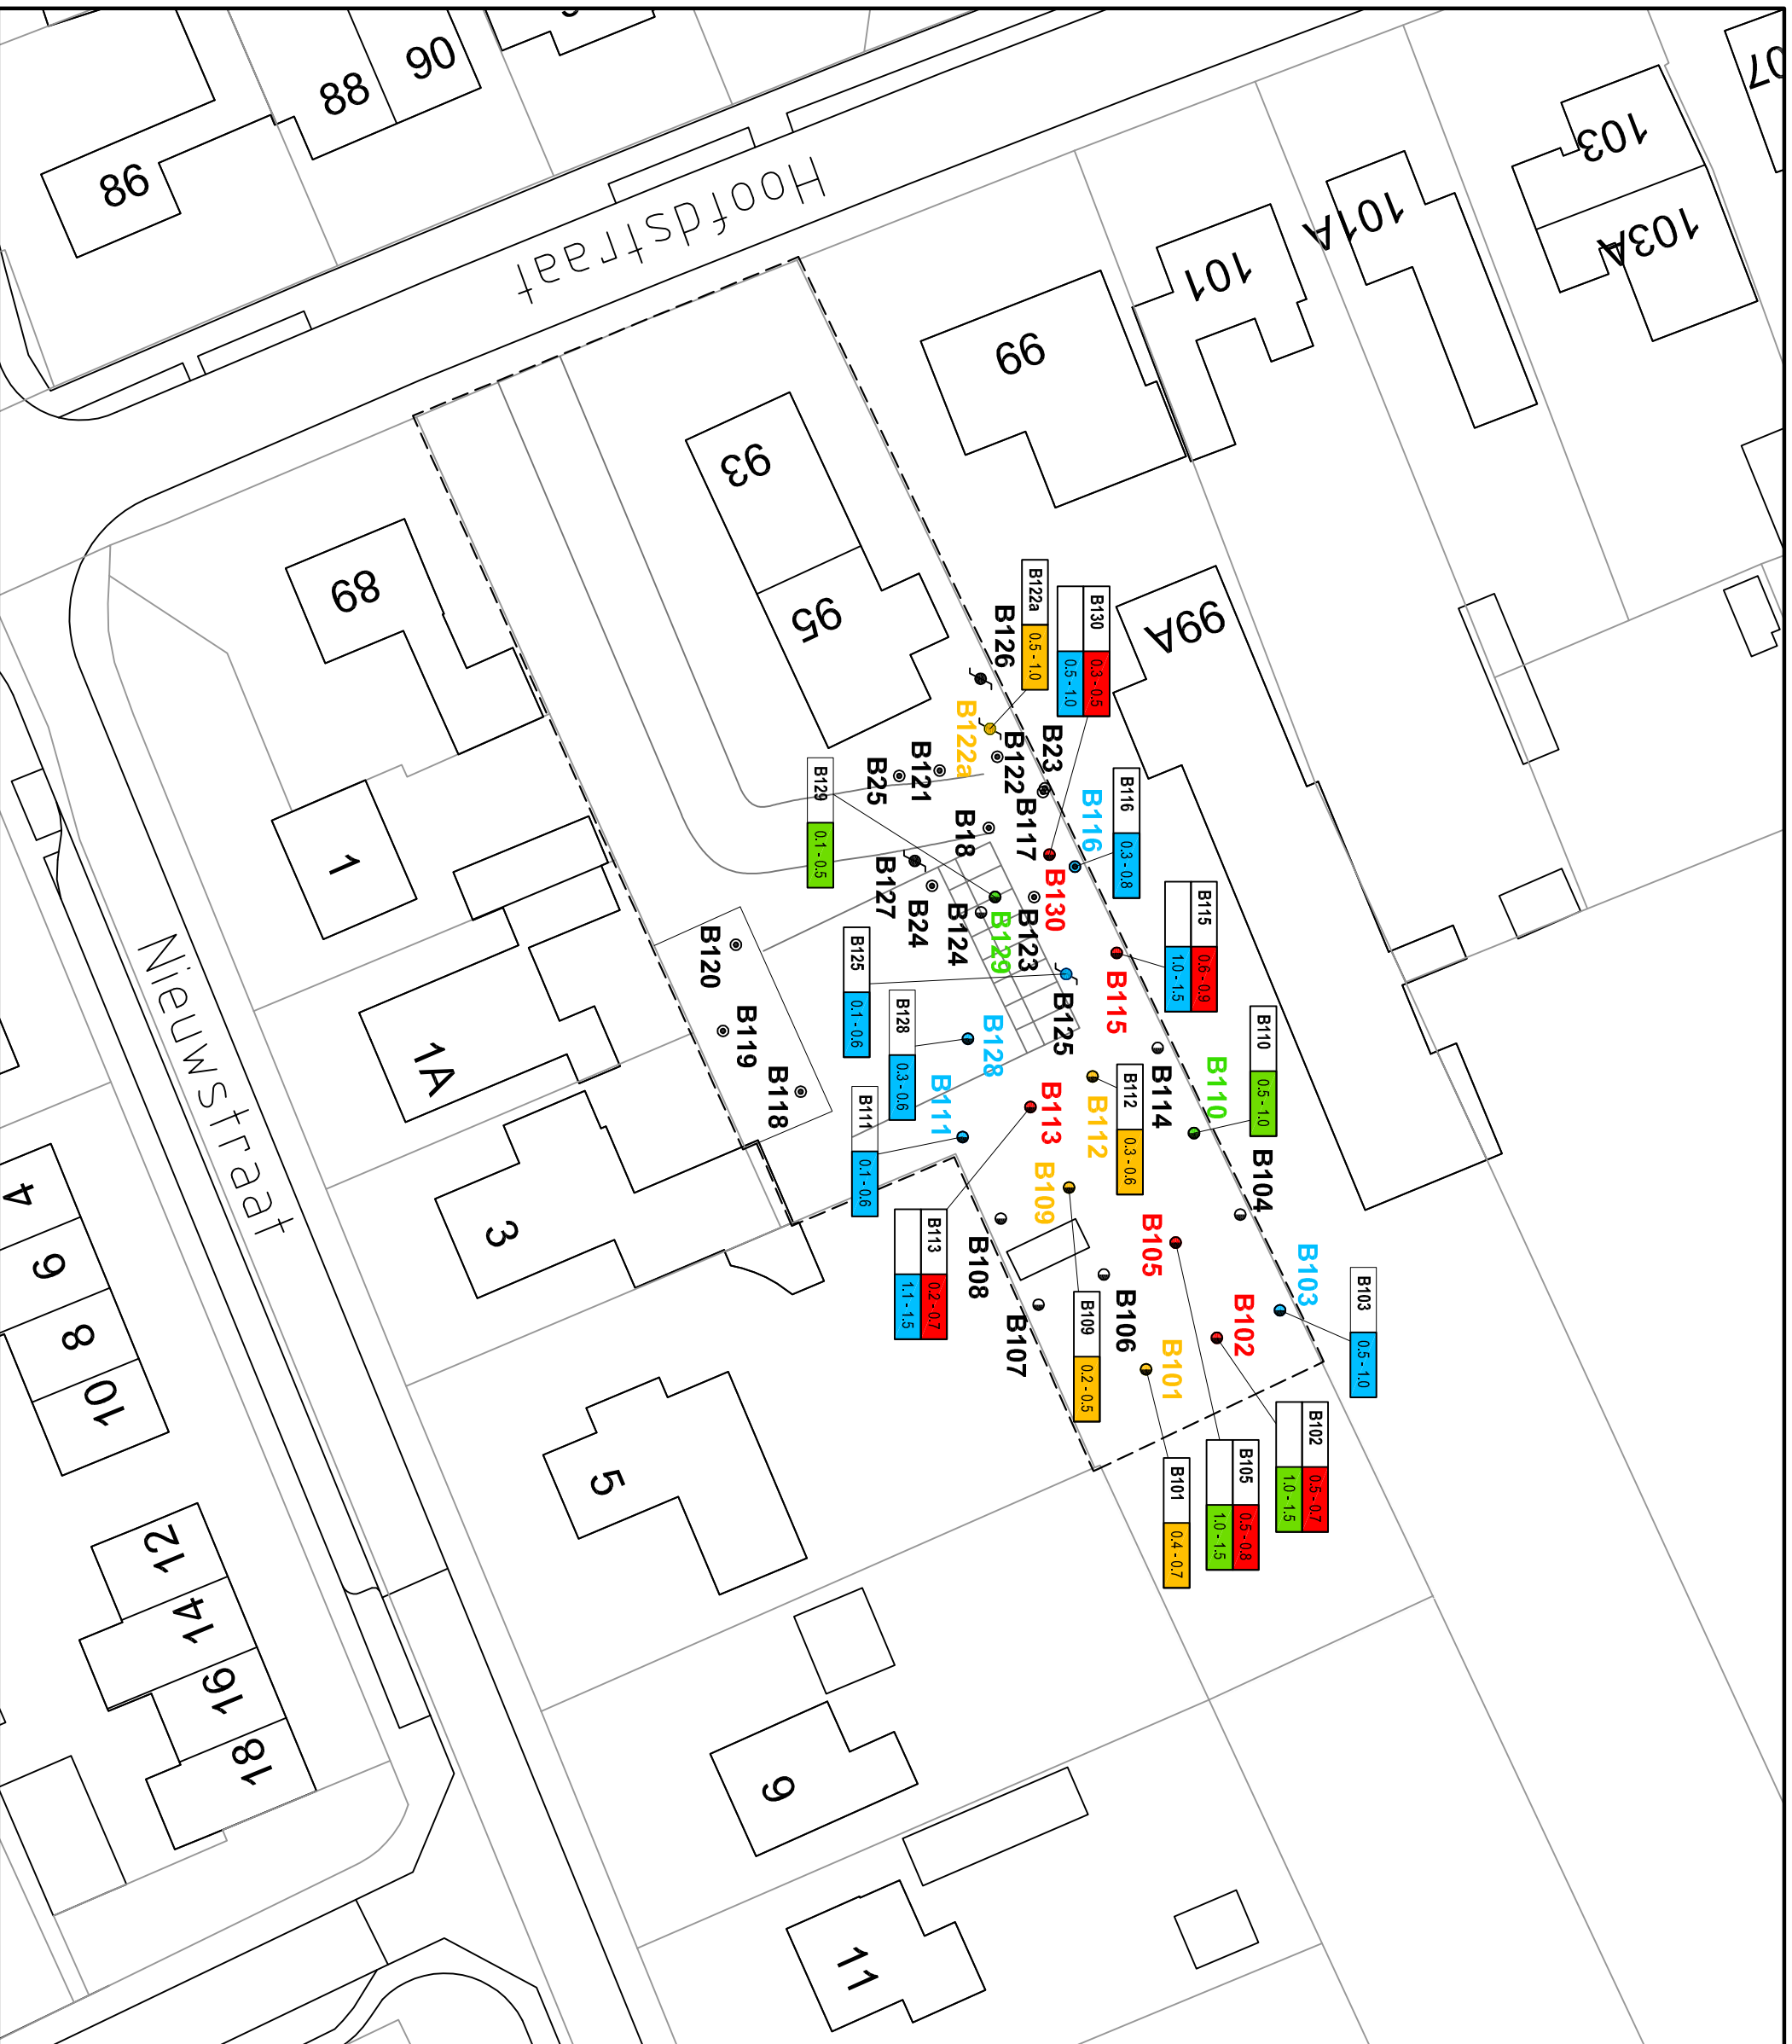 90
88
86
Hoofdstraat
103
103A
101A
101
99
99A
93
95
89
1
1A
3
5
9
11
Nieuwstraat
4
6
8
10
12
14
16
18
B122a 0.5 - 1.0
B130 0.3 - 0.5
0.5 - 1.0
B126
B122a
B23
B122
B121
B25
B116 0.3 - 0.8
B116
B117
B18
B129 0.1 - 0.5
B130
B127
B24
B124
B129
B123
B115 0.6 - 0.9
1.0 - 1.5
B115
B125 0.1 - 0.6
B125
B120
B119
B118
B128 0.3 - 0.6
B128
B110 0.5 - 1.0
B110
B114
B112 0.3 - 0.6
B112
B113
B111
B111 0.1 - 0.6
B104
B109
B113 0.2 - 0.7
1.1 - 1.5
B108
B105
B103
B103 0.5 - 1.0
B102
B106
B109 0.2 - 0.5
B107
B101
B102 0.5 - 0.7
1.0 - 1.5
B105 0.5 - 0.8
1.0 - 1.5
B101 0.4 - 0.7